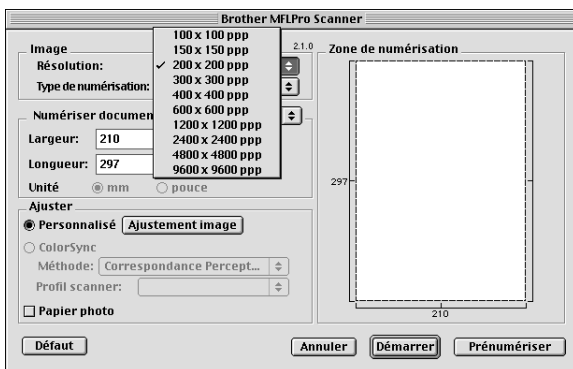 Brother MFLPro Scanner
Image
2.1.0
Résolution:
Type de numérisation:
100 x 100 ppp
150 x 150 ppp
✓ 200 x 200 ppp
300 x 300 ppp
400 x 400 ppp
600 x 600 ppp
1200 x 1200 ppp
2400 x 2400 ppp
4800 x 4800 ppp
9600 x 9600 ppp
Numériser documen
Largeur: 210
Longueur: 297
Unité mm pouce
Ajuster
Personnalisé Ajustement image
ColorSync
Méthode: Correspondance Percept...
Profil scanner:
Papier photo
Zone de numérisation
297
210
Défaut
Annuler
Démarrer
Prénumériser